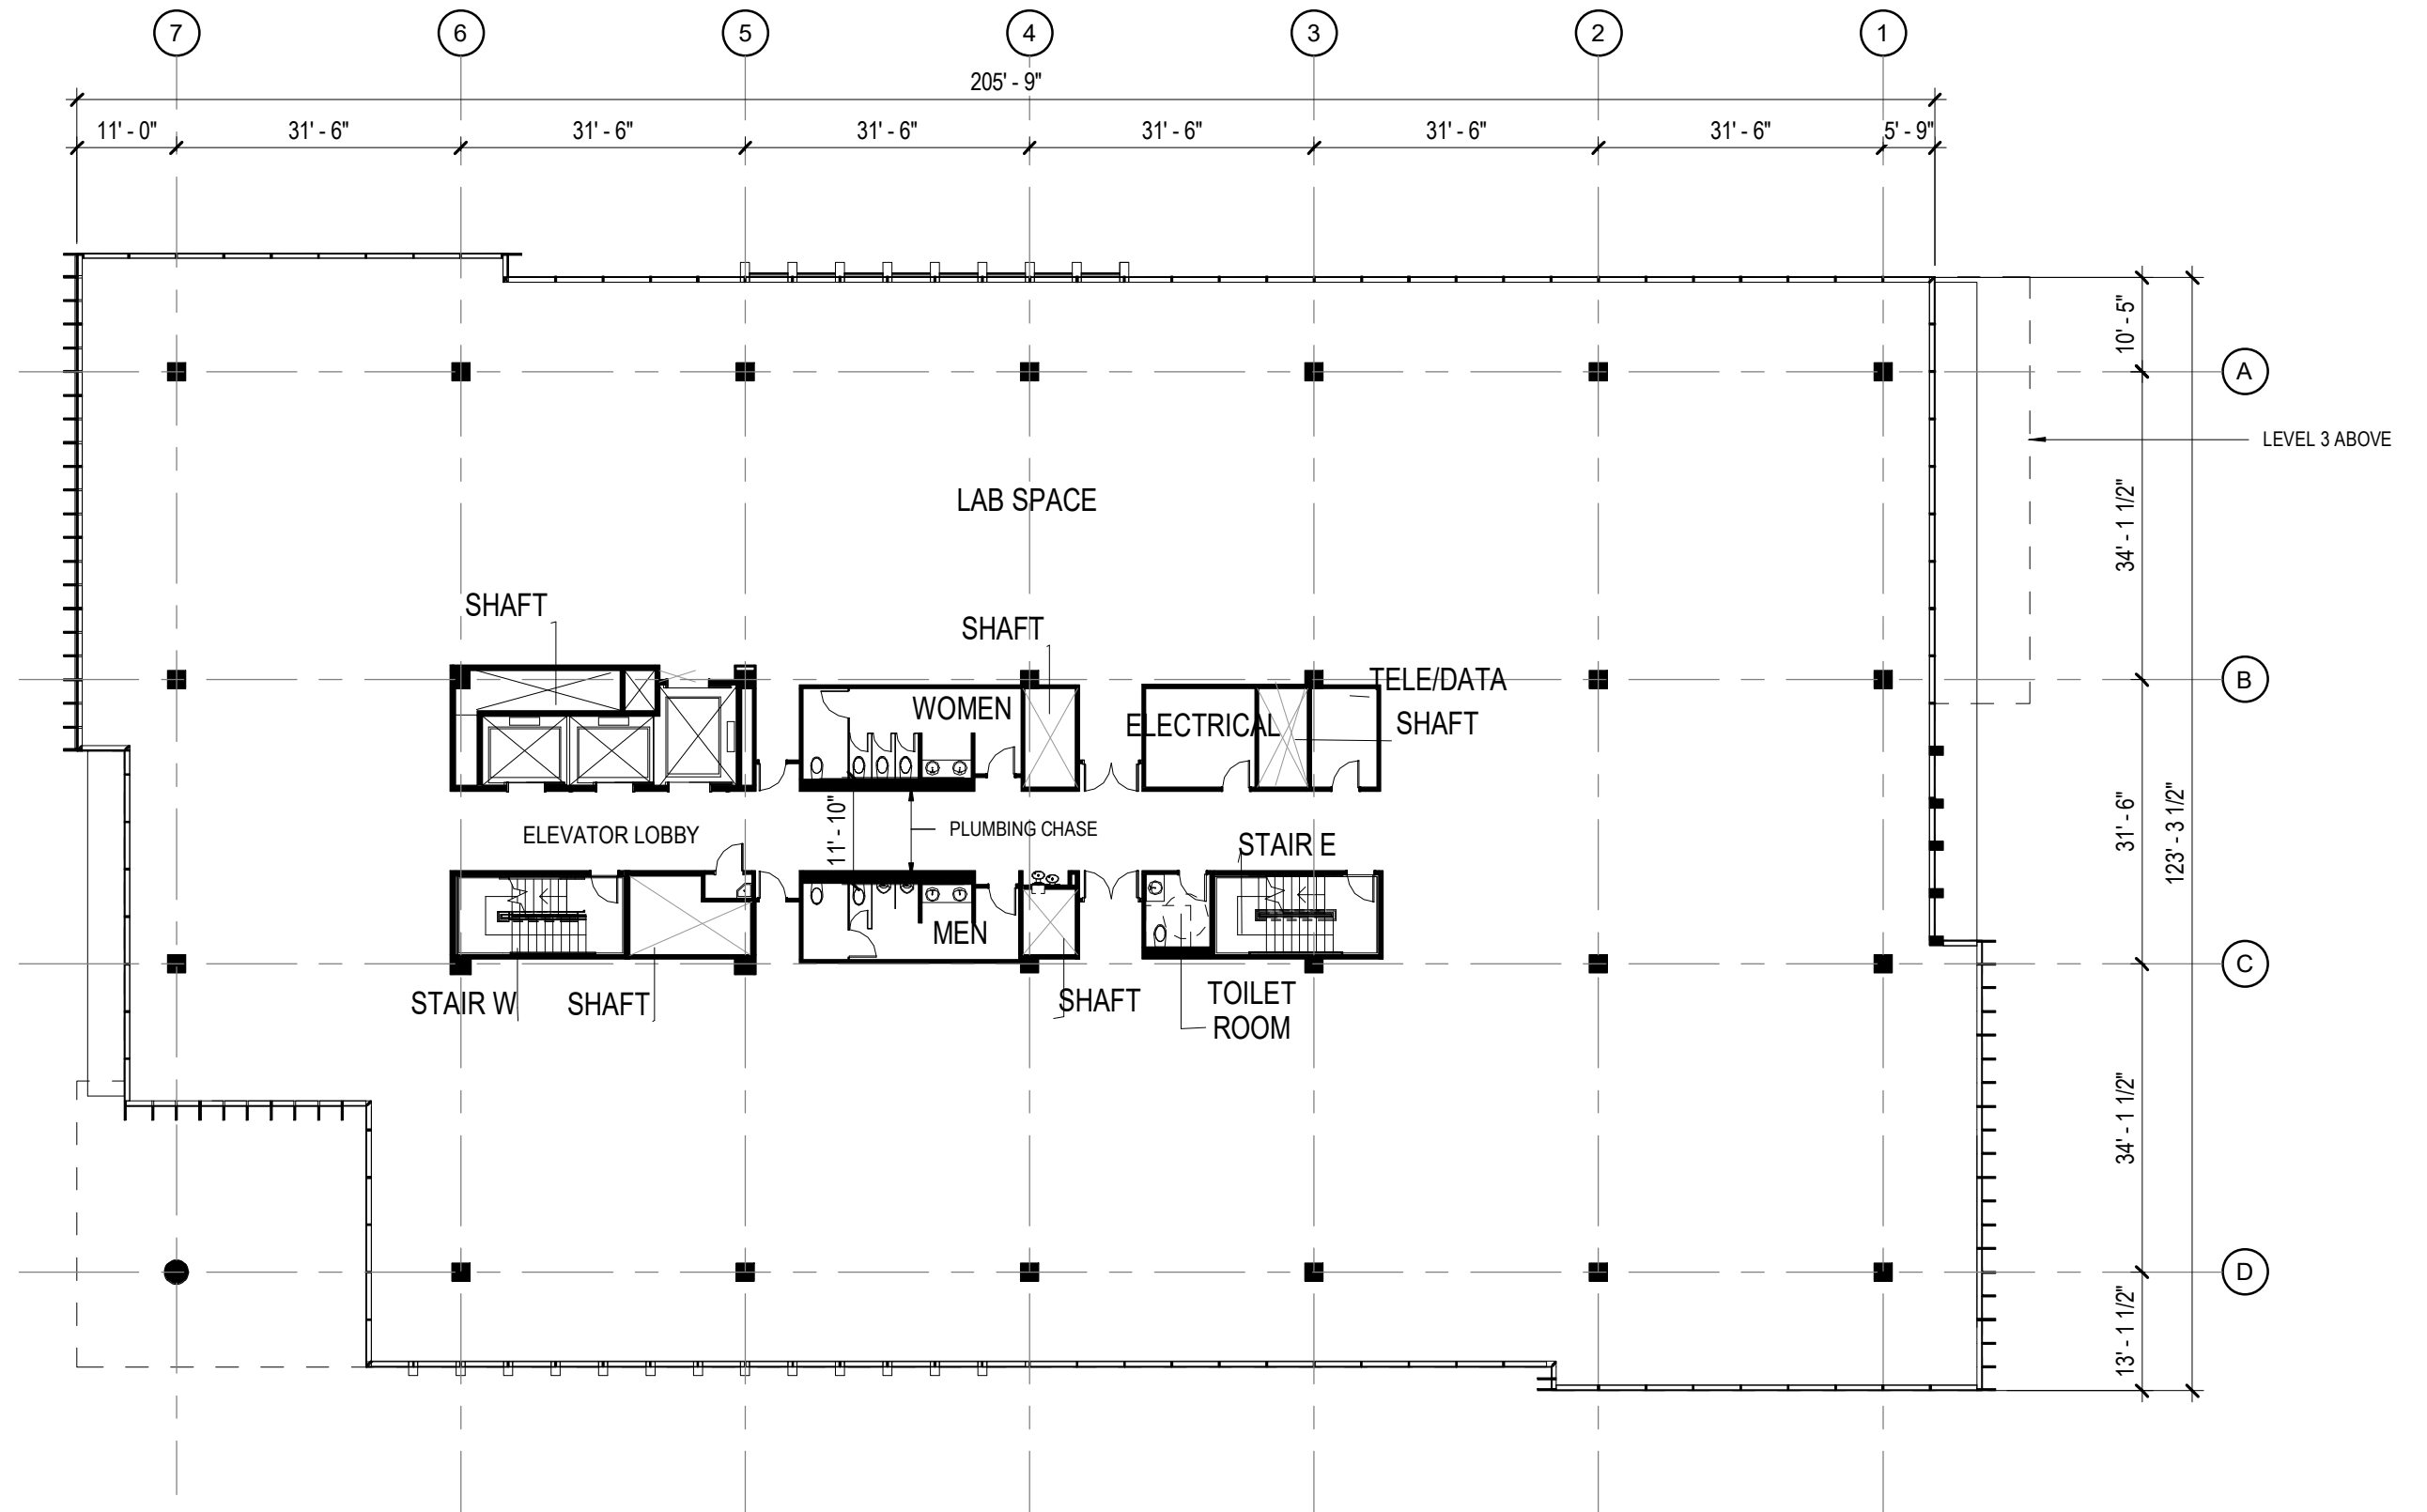 7 6 5 4 3 2 1
205' - 9"
11' - 0" 31' - 6" 31' - 6" 31' - 6" 31' - 6" 31' - 6" 31' - 6" 5' - 9"
10' - 5"
A
LEVEL 3 ABOVE
34' - 1 1/2"
LAB SPACE
SHAFT
SHAFT
TELE/DATA
B
WOMEN
ELECTRICAL
SHAFT
11' - 10"
PLUMBING CHASE
ELEVATOR LOBBY
STAIR E
31' - 6"
123' - 3 1/2"
MEN
C
STAIR W
SHAFT
SHAFT
TOILET
ROOM
34' - 1 1/2"
D
13' - 1 1/2"